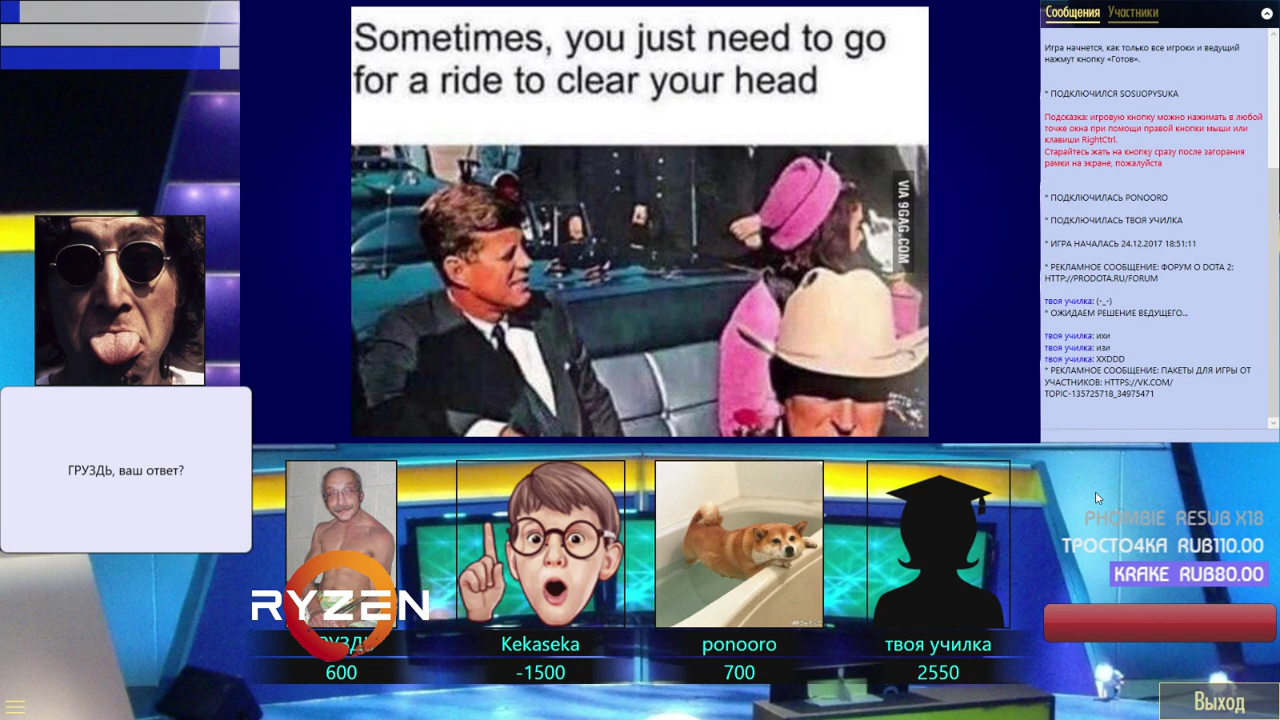 Sometimes, you just need to go
for a ride to clear your head
VIA 9GAG.COM
Сообщения Участники
Игра начнется, как только все игроки и ведущий
нажмут кнопку «Готов».
* ПОДКЛЮЧИЛСЯ SOSIJOPYSUKA
Подсказка: игровую кнопку можно нажимать в любой
точке окна при помощи правой кнопки мыши или
клавиши RightCtrl.
Старайтесь жать на кнопку сразу после загорания
рамки на экране, пожалуйста
* ПОДКЛЮЧИЛАСЬ PONOORO
* ПОДКЛЮЧИЛАСЬ ТВОЯ УЧИЛКА
* ИГРА НАЧАЛАСЬ 24.12.2017 18:51:11
* РЕКЛАМНОЕ СООБЩЕНИЕ: ФОРУМ О DOTA 2:
HTTP://PRODOTA.RU/FORUM
твоя училка: (-_-)
* ОЖИДАЕМ РЕШЕНИЕ ВЕДУЩЕГО...
твоя училка: ихи
твоя училка: изи
твоя училка: XXDDD
* РЕКЛАМНОЕ СООБЩЕНИЕ: ПАКЕТЫ ДЛЯ ИГРЫ ОТ
УЧАСТНИКОВ: HTTPS://VK.COM/
TOPIC-135725718_34975471
ГРУЗДЬ, ваш ответ?
RYZEN
Kekaseka
ponooro
твоя училка
600
-1500
700
2550
PHOMBIE RESUB X18
ТРОСТО4КА RUB110.00
KRAKE RUB80.00
Выход